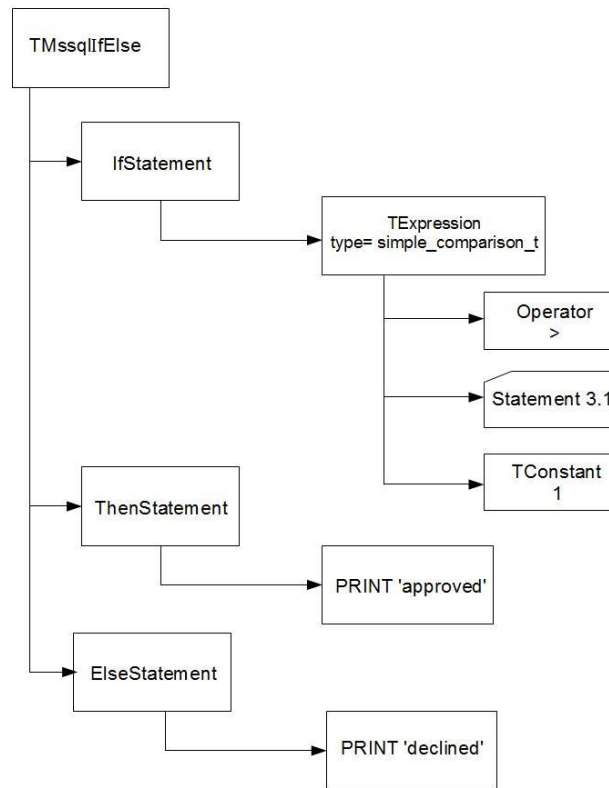 TMssqlIfElse
IfStatement
TExpression
type= simple_comparison_t
Operator
>
Statement 3.1
TConstant
1
ThenStatement
PRINT 'approved'
ElseStatement
PRINT 'declined'